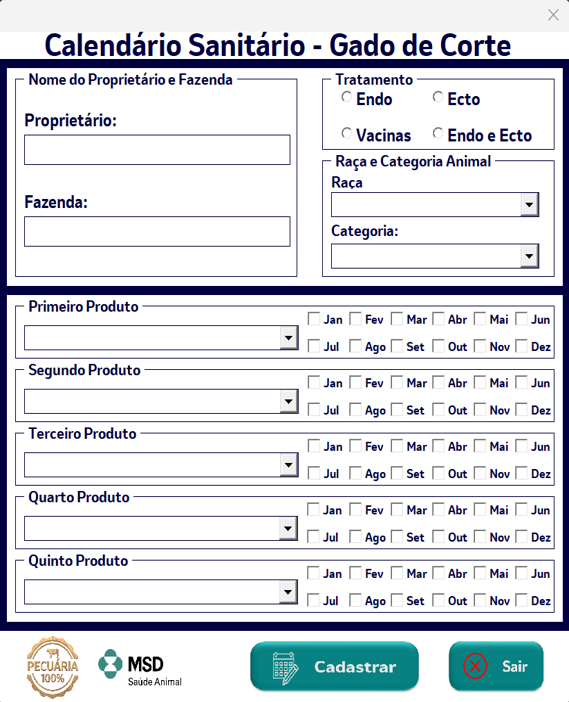 Calendário Sanitário - Gado de Corte
Nome do Proprietário e Fazenda
Proprietário:
Fazenda:
Tratamento
Endo Ecto
Vacinas Endo e Ecto
Raça e Categoria Animal
Raça
Categoria:
Primeiro Produto
Jan Fev Mar Abr Mai Jun
Jul Ago Set Out Nov Dez
Segundo Produto
Jan Fev Mar Abr Mai Jun
Jul Ago Set Out Nov Dez
Terceiro Produto
Jan Fev Mar Abr Mai Jun
Jul Ago Set Out Nov Dez
Quarto Produto
Jan Fev Mar Abr Mai Jun
Jul Ago Set Out Nov Dez
Quinto Produto
Jan Fev Mar Abr Mai Jun
Jul Ago Set Out Nov Dez
PECUÁRIA
100%
MSD
Saúde Animal
Cadastrar
Sair